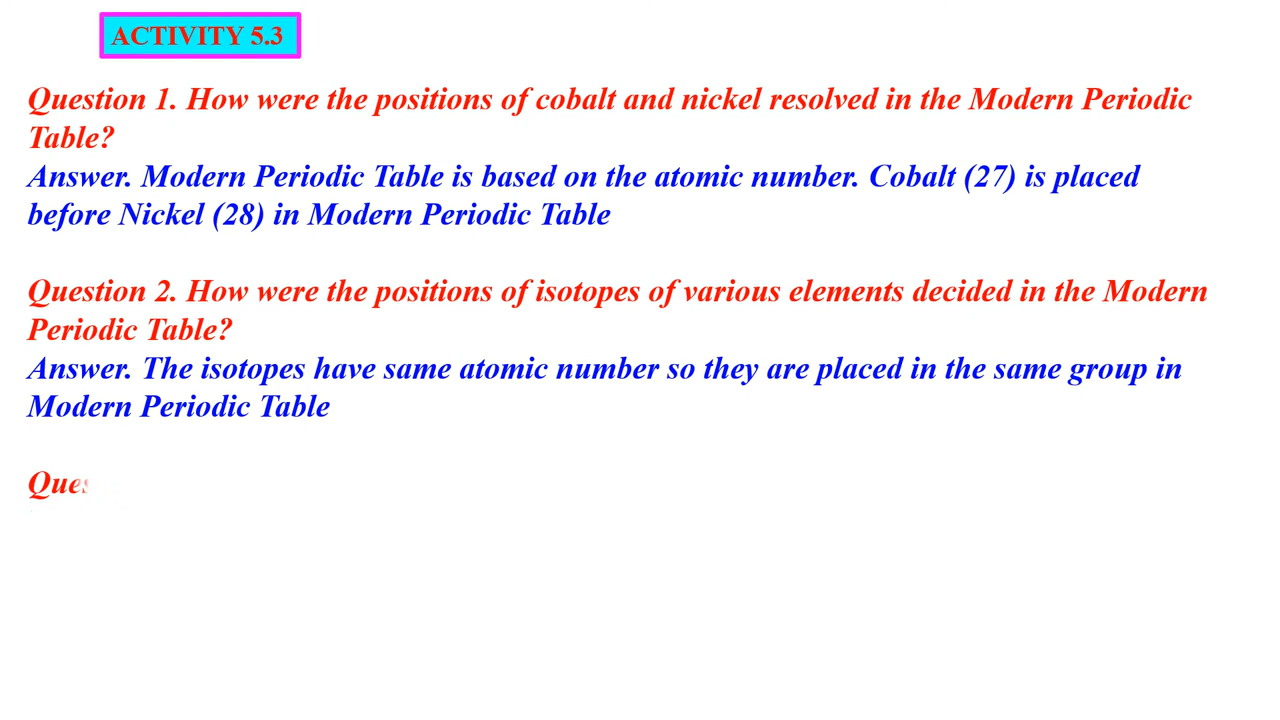 ACTIVITY 5.3
Question 1. How were the positions of cobalt and nickel resolved in the Modern Periodic
Table?
Answer. Modern Periodic Table is based on the atomic number. Cobalt (27) is placed
before Nickel (28) in Modern Periodic Table
Question 2. How were the positions of isotopes of various elements decided in the Modern
Periodic Table?
Answer. The isotopes have same atomic number so they are placed in the same group in
Modern Periodic Table
Ques